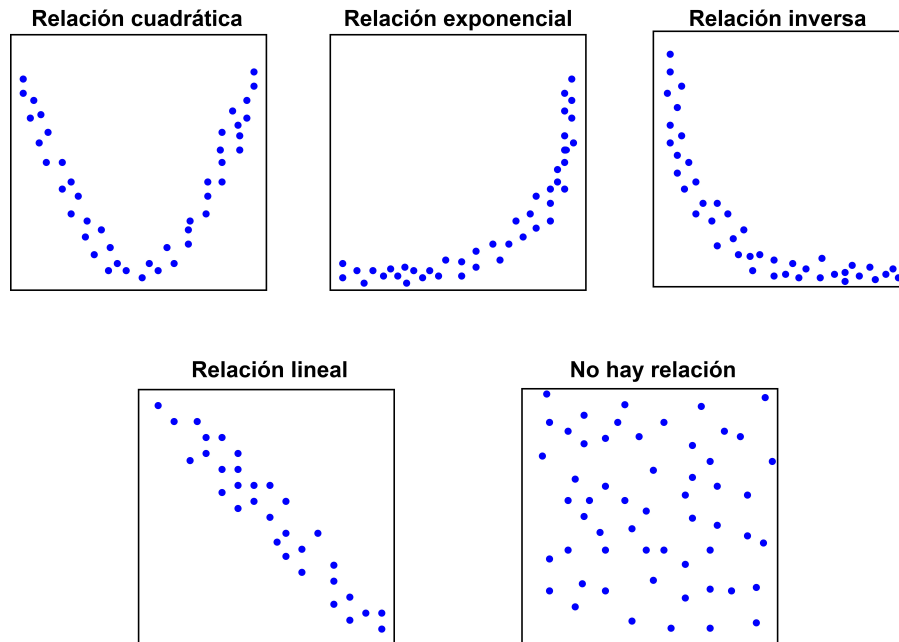 Relación cuadrática
Relación exponencial
Relación inversa
Relación lineal
No hay relación